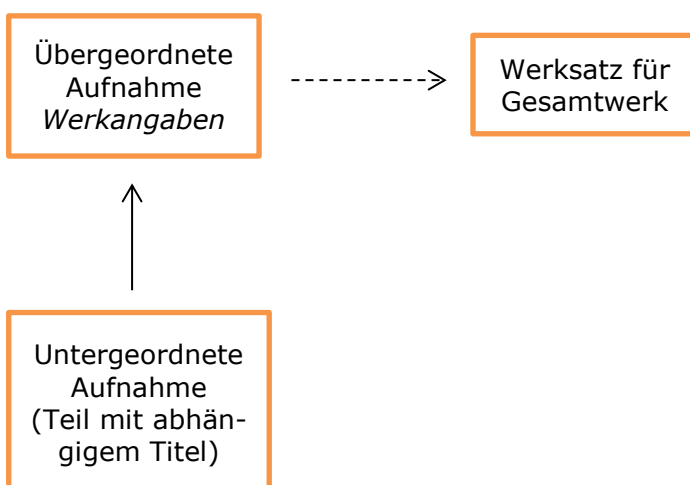 Übergeordnete
Aufnahme
Werkangaben
Werksatz für
Gesamtwerk
Untergeordnete
Aufnahme
(Teil mit abhän-
gigem Titel)